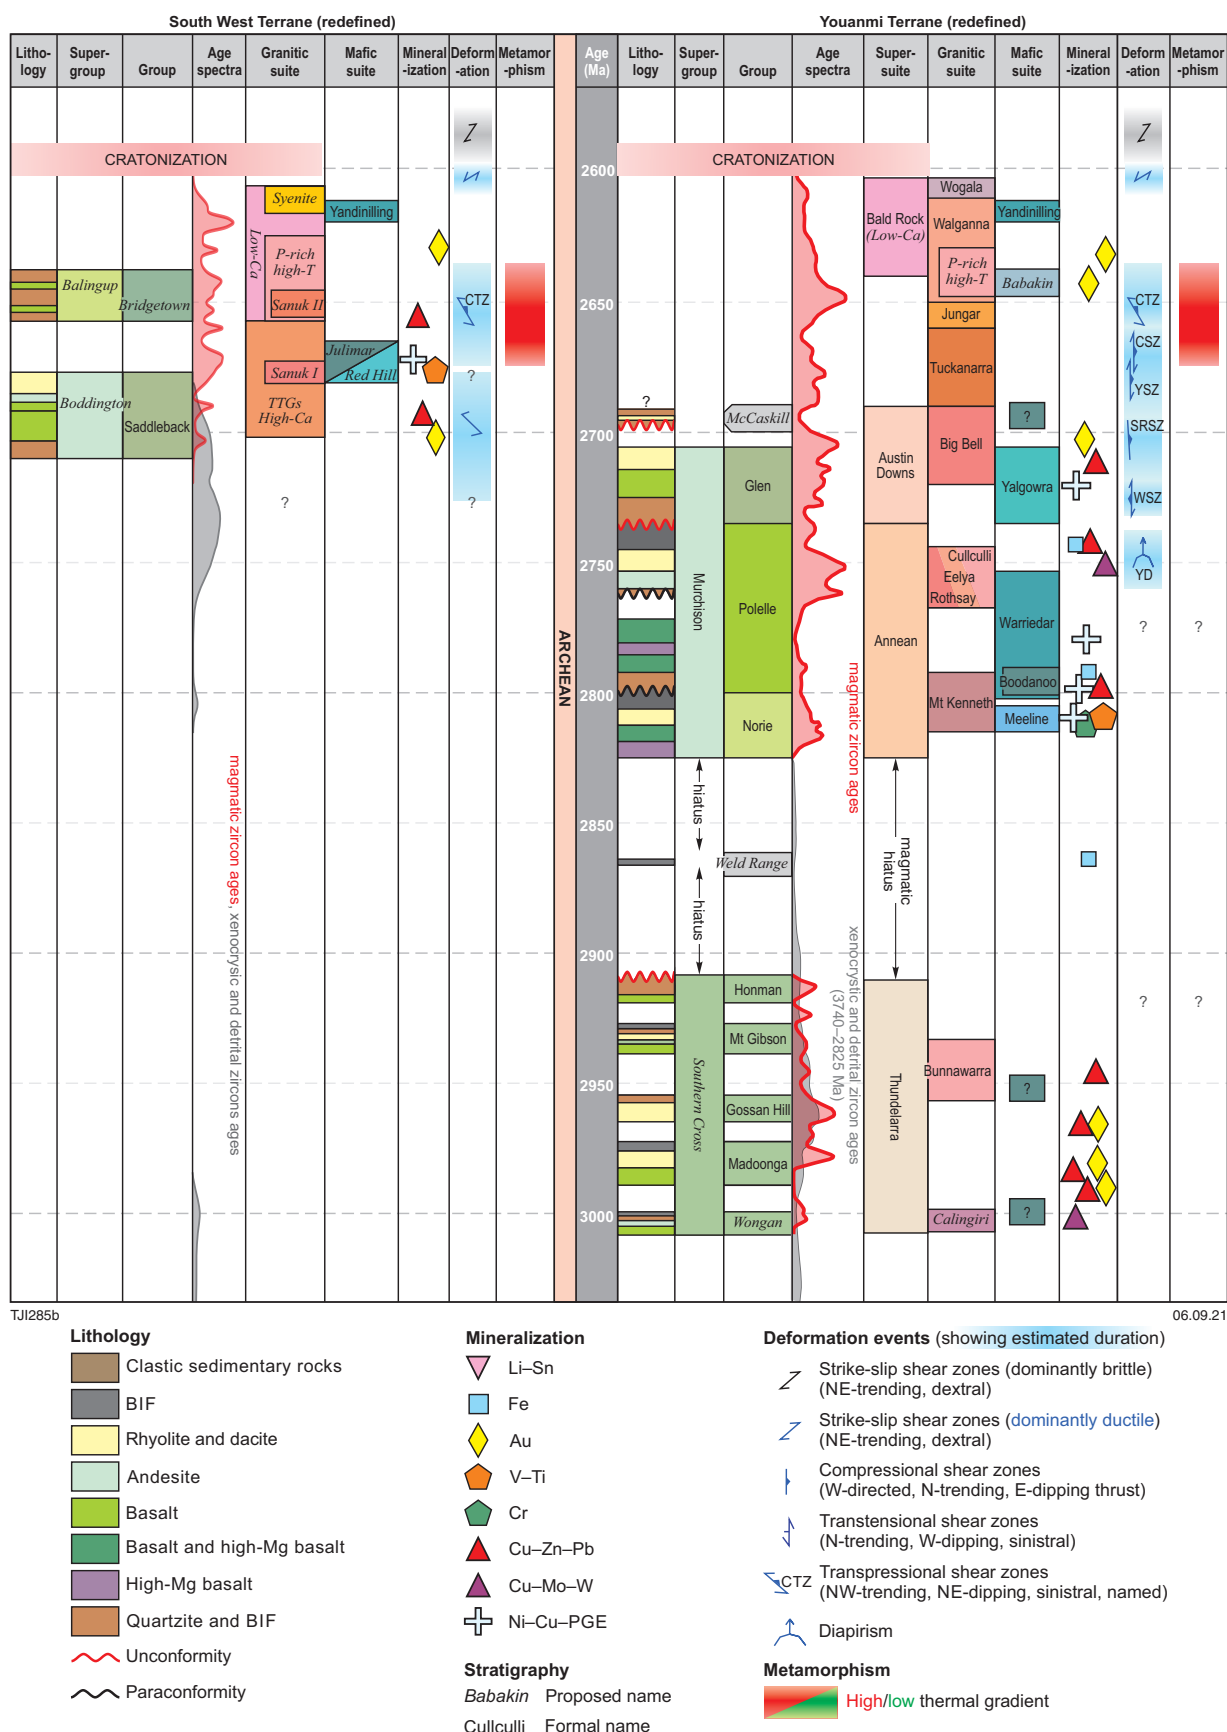 South West Terrane (redefined)
Youanmi Terrane (redefined)
Litho-
logy
Super-
group
Group
Age
spectra
Granitic
suite
Mafic
suite
Mineral
-ization
Deform
-ation
Metamor
-phism
Age
(Ma)
Litho-
logy
Super-
group
Group
Age
spectra
Super-
suite
Granitic
suite
Mafic
suite
Mineral
-ization
Deform
-ation
Metamor
-phism
CRATONIZATION
Syenite
Low-Ca
P-rich
high-T
Sanuk II
Yandinilling
Balingup
Bridgetown
CTZ
Julimar
Red Hill
Sanuk I
TTGs
High-Ca
?
Boddington
Saddleback
?
?
magmatic zircon ages, xenocrysic and detrital zircons ages
ARCHEAN
2600
2650
2700
2750
2800
2850
2900
2950
3000
CRATONIZATION
Wogala
Bald Rock
(Low-Ca)
Walganna
Yandinilling
P-rich
high-T
Babakin
Jungar
CTZ
CSZ
Tuckanarra
YSZ
?
McCaskill
?
SRSZ
Big Bell
Austin
Downs
Glen
Yalgowra
WSZ
Murchison
Cullculli
Eelya
Rothsay
YD
Polelle
Warriedar
?
?
Annean
magmatic zircon ages
Boodanoo
Mt Kenneth
Norie
Meeline
hiatus
Weld Range
hiatus
magmatic
hiatus
xenocrystic and detrital zircon ages
(3740–2825 Ma)
Honman
?
?
Mt Gibson
Southern Cross
Bunnawarra
?
Gossan Hill
Thundelarra
Madoonga
Wongan
Calingiri
?
TJI285b
06.09.21
Lithology
Clastic sedimentary rocks
BIF
Rhyolite and dacite
Andesite
Basalt
Basalt and high-Mg basalt
High-Mg basalt
Quartzite and BIF
Unconformity
Paraconformity
Mineralization
Li–Sn
Fe
Au
V–Ti
Cr
Cu–Zn–Pb
Cu–Mo–W
Ni–Cu–PGE
Stratigraphy
Babakin Proposed name
Cullculli Formal name
Deformation events (showing estimated duration)
Strike-slip shear zones (dominantly brittle)
(NE-trending, dextral)
Strike-slip shear zones (dominantly ductile)
(NE-trending, dextral)
Compressional shear zones
(W-directed, N-trending, E-dipping thrust)
Transtensional shear zones
(N-trending, W-dipping, sinistral)
CTZ Transpressional shear zones
(NW-trending, NE-dipping, sinistral, named)
Diapirism
Metamorphism
High/low thermal gradient